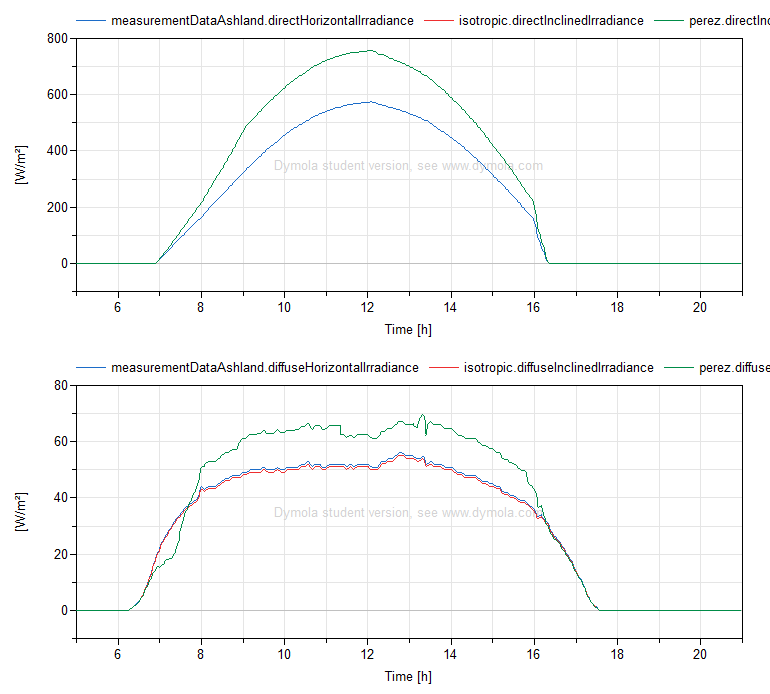 measurementDataAshland.directHorizontalIrradiance isotropic.directInclinedIrradiance perez.directInc
800
600
400
200
0
[W/m²]
Dymola student version, see www.dymola.com
6 8 10 12 14 16 18 20
Time [h]
measurementDataAshland.diffuseHorizontalIrradiance isotropic.diffuseInclinedIrradiance perez.diffuse
80
60
40
20
0
[W/m²]
Dymola student version, see www.dymola.com
6 8 10 12 14 16 18 20
Time [h]